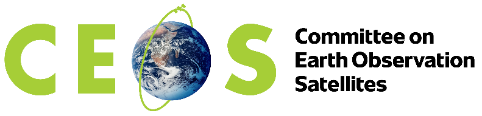 CEOS
Committee on
Earth Observation
Satellites